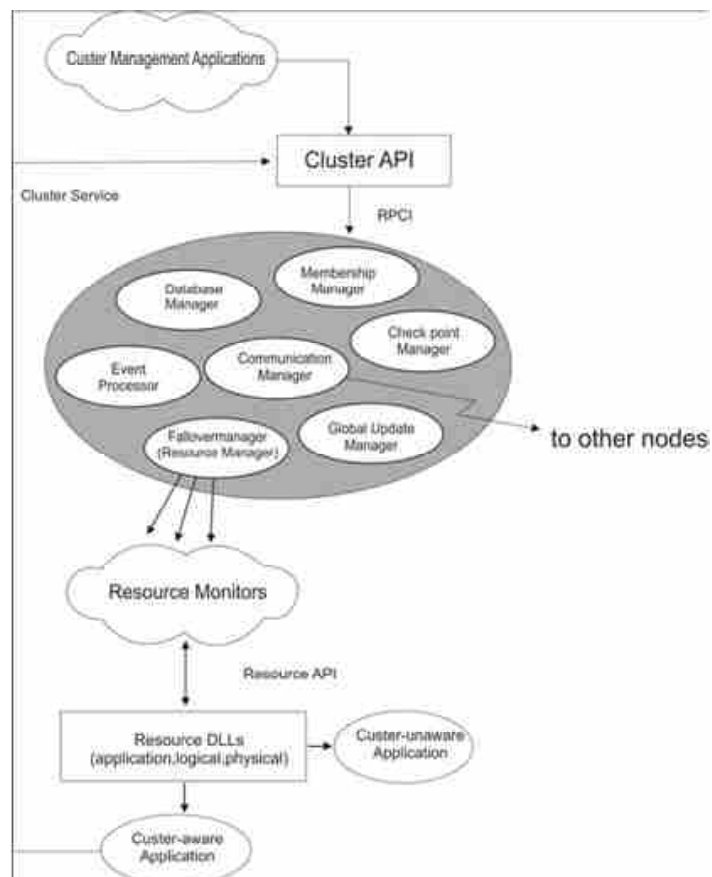 Custer Management Applications
Cluster API
Cluster Service
RPCI
Membership
Manager
Database
Manager
Check point
Manager
Event
Processor
Communication
Manager
Fallovermanager
(Resource Manager)
Global Update
Manager
to other nodes
Resource Monitors
Resource API
Resource DLLs
(application,logical,physical)
Custer-unaware
Application
Custer-aware
Application